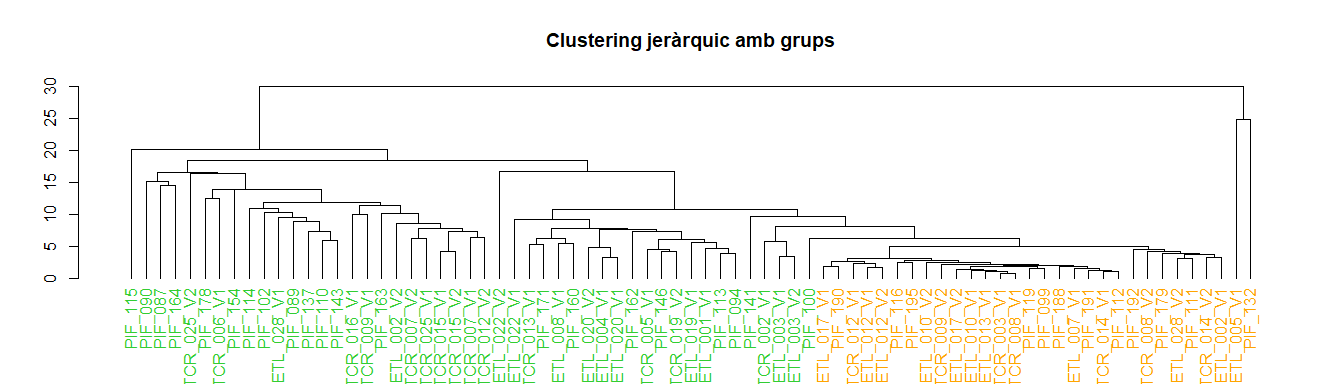 Clustering jeràrquic amb grups
30
25
20
15
10
5
0
PIF_115
PIF_090
PIF_087
PIF_164
TCR_025_V2
PIF_178
TCR_006_V1
PIF_154
PIF_114
PIF_102
ETL_028_V1
PIF_089
PIF_137
PIF_110
PIF_143
TCR_016_V1
TCR_009_V1
PIF_163
ETL_002_V2
TCR_007_V2
TCR_025_V1
TCR_015_V1
TCR_015_V2
TCR_007_V1
TCR_012_V2
ETL_022_V2
ETL_022_V1
TCR_013_V1
PIF_171
ETL_008_V1
PIF_160
ETL_020_V2
ETL_004_V1
ETL_020_V1
PIF_162
TCR_005_V1
PIF_146
TCR_019_V2
ETL_019_V1
ETL_001_V1
PIF_113
PIF_094
PIF_141
TCR_002_V1
ETL_003_V1
ETL_003_V2
PIF_100
ETL_017_V1
PIF_190
TCR_012_V1
ETL_012_V1
ETL_012_V2
PIF_116
PIF_195
ETL_010_V2
TCR_009_V2
ETL_017_V2
ETL_010_V1
ETL_013_V1
TCR_003_V1
TCR_008_V1
PIF_119
PIF_099
PIF_188
ETL_007_V1
PIF_191
TCR_014_V1
PIF_112
PIF_192
TCR_008_V2
PIF_179
ETL_028_V2
PIF_111
TCR_014_V2
ETL_002_V1
ETL_005_V1
PIF_132